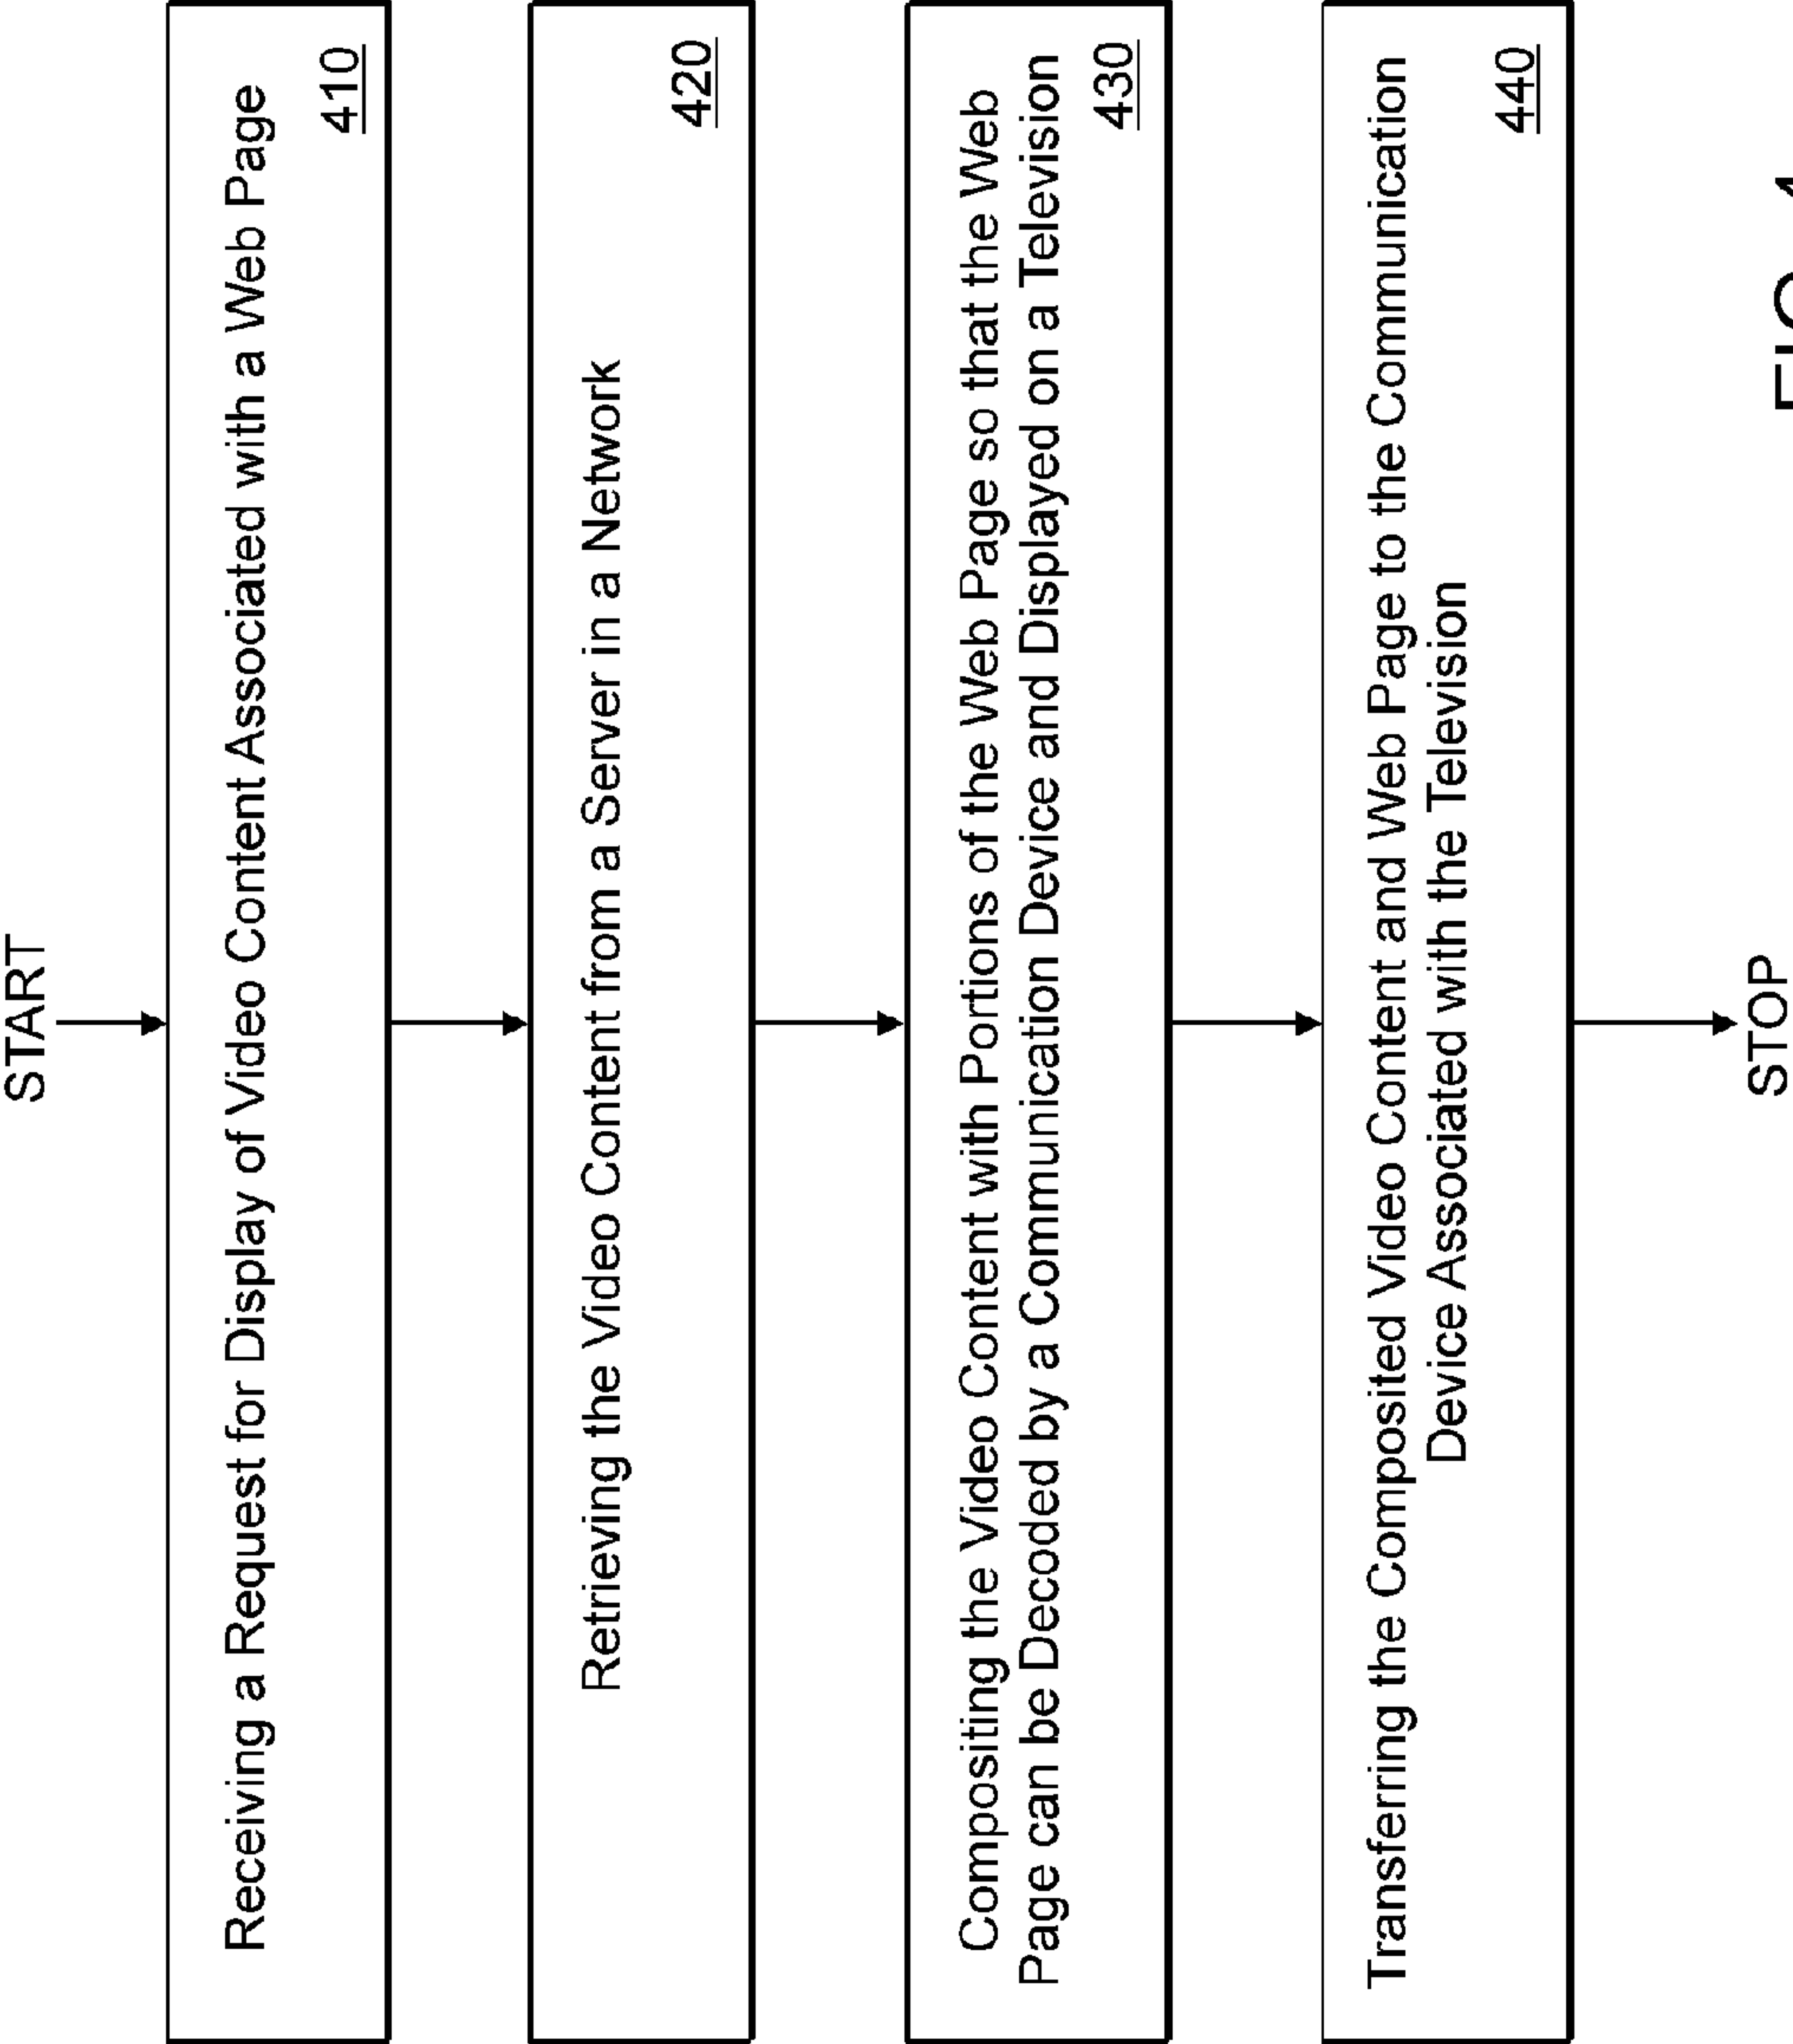 START
Receiving a Request for Display of Video Content Associated with a Web Page
410
Retrieving the Video Content from a Server in a Network
420
Compositing the Video Content with Portions of the Web Page so that the Web
Page can be Decoded by a Communication Device and Displayed on a Television
430
Transferring the Composited Video Content and Web Page to the Communication
Device Associated with the Television
440
STOP